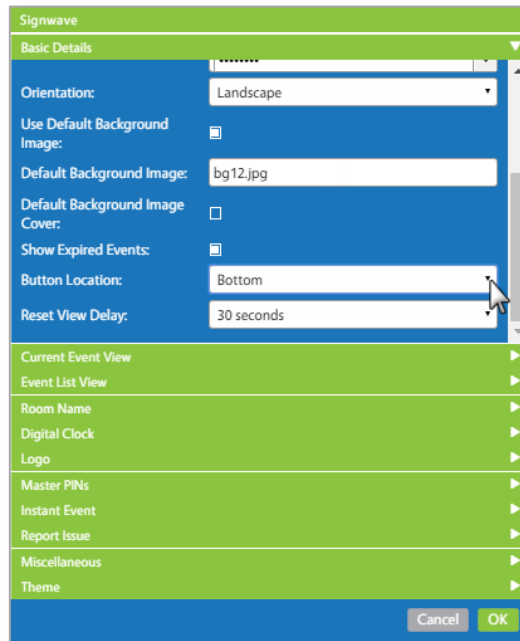 Signwave
Basic Details
Orientation: Landscape
Use Default Background
Image:
Default Background Image: bg12.jpg
Default Background Image
Cover:
Show Expired Events:
Button Location: Bottom
Reset View Delay: 30 seconds
Current Event View
Event List View
Room Name
Digital Clock
Logo
Master PINs
Instant Event
Report Issue
Miscellaneous
Theme
Cancel OK